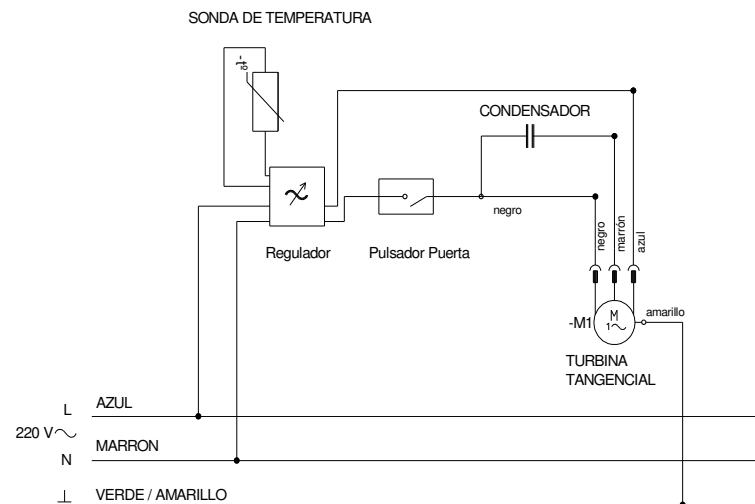 SONDA DE TEMPERATURA
-tº
CONDENSADOR
negro
Regulador
Pulsador Puerta
negro
marrón
azul
-M1
M
1~
amarillo
TURBINA
TANGENCIAL
L
AZUL
220 V~
MARRON
N
VERDE / AMARILLO